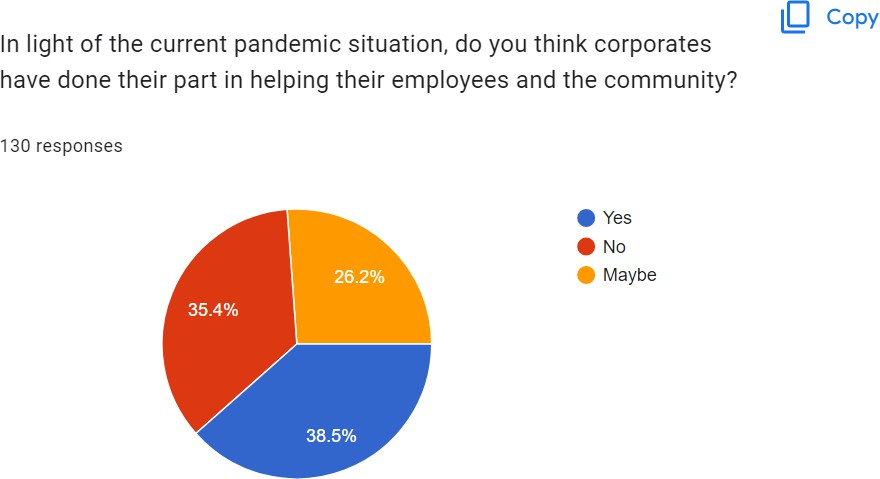 Copy
In light of the current pandemic situation, do you think corporates
have done their part in helping their employees and the community?
130 responses
Yes
No
Maybe
26.2%
35.4%
38.5%